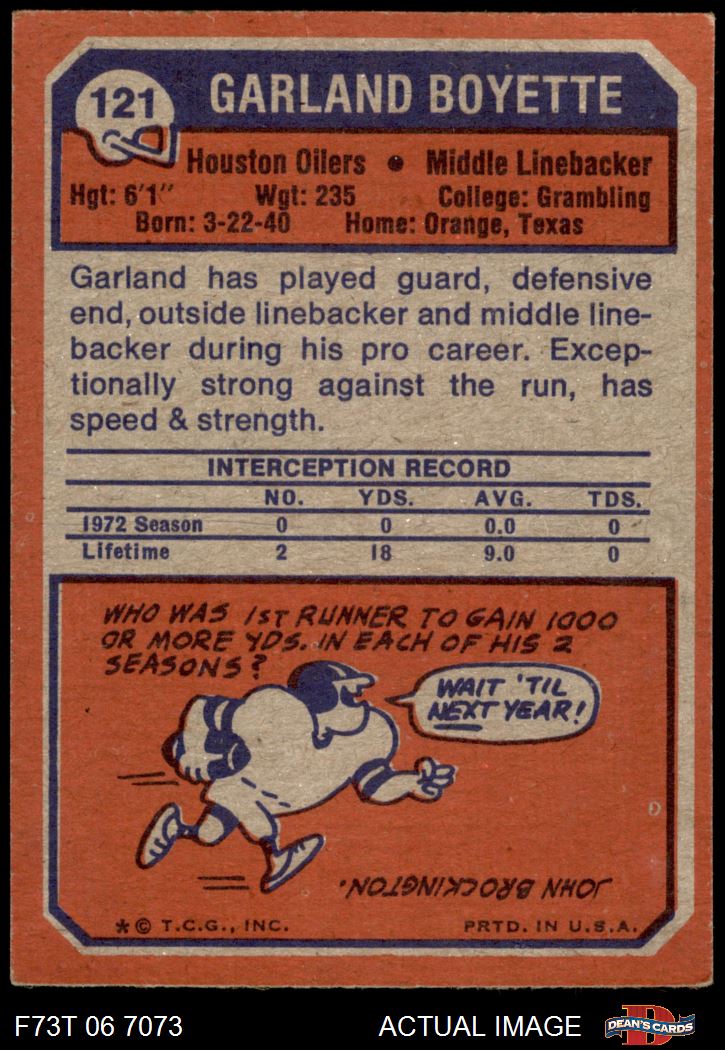 121
GARLAND BOYETTE
Houston Oilers • Middle Linebacker
Hgt: 6'1" Wgt: 235 College: Grambling
Born: 3-22-40 Home: Orange, Texas
Garland has played guard, defensive
end, outside linebacker and middle line-
backer during his pro career. Excep-
tionally strong against the run, has
speed & strength.
INTERCEPTION RECORD
NO. YDS. AVG. TDS.
1972 Season 0 0 0.0 0
Lifetime 2 18 9.0 0
WHO WAS 1ST RUNNER TO GAIN 1000
OR MORE YDS. IN EACH OF HIS 2
SEASONS?
WAIT 'TIL
NEXT YEAR!
JOHN BROCKINGTON.
*© T.C.G., INC. PRTD. IN U.S.A.
F73T 06 7073 ACTUAL IMAGE
D
DEAN'S CARDS